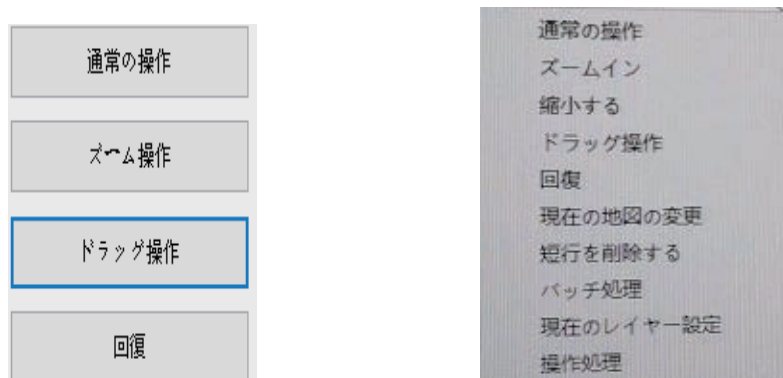 通常の操作
ズーム操作
ドラッグ操作
回復
通常の操作
ズームイン
縮小する
ドラッグ操作
回復
現在の地図の変更
短行を削除する
バッチ処理
現在のレイヤー設定
操作処理